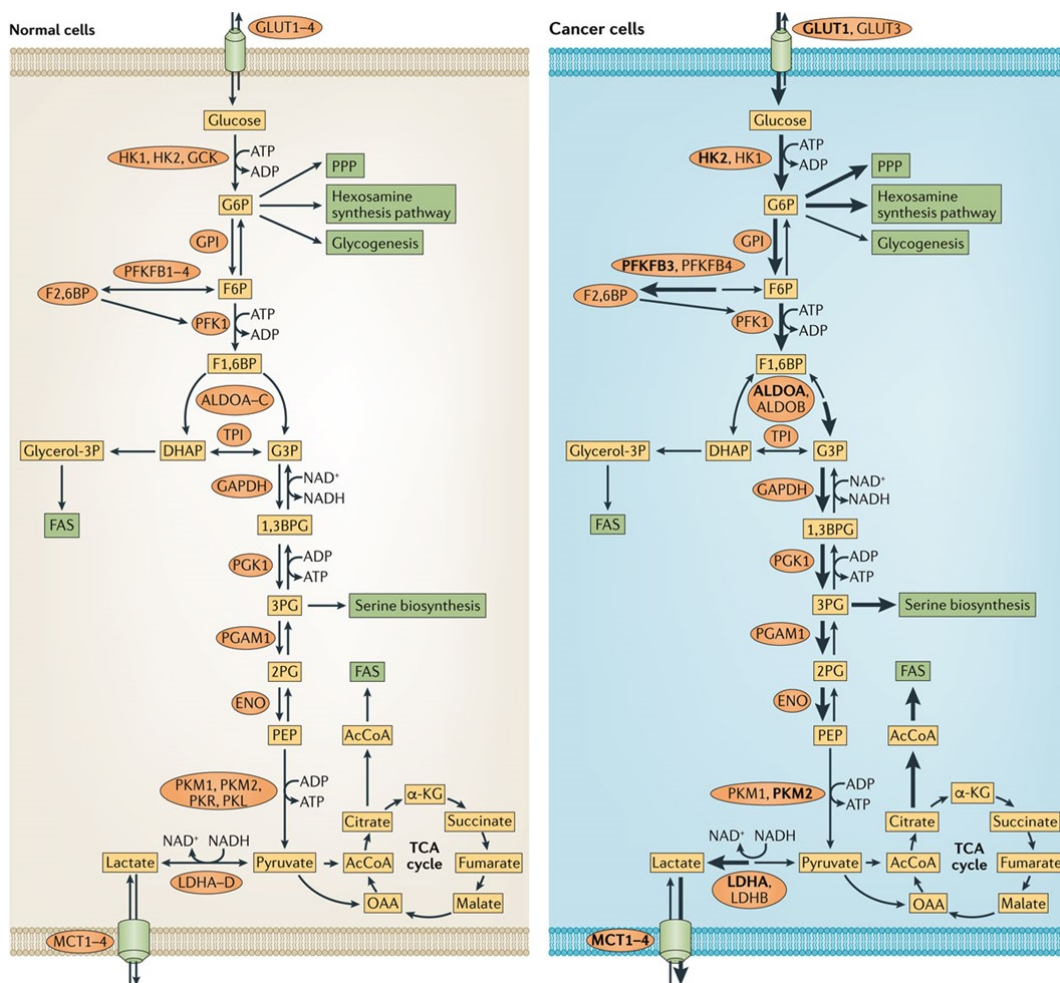 Normal cells
GLUT1–4
Glucose
HK1, HK2, GCK
ATP
ADP
G6P
PPP
Hexosamine
synthesis pathway
Glycogenesis
GPI
PFKFB1–4
F2,6BP
F6P
PFK1
ATP
ADP
F1,6BP
ALDOA–C
TPI
Glycerol-3P
DHAP
G3P
FAS
GAPDH
NAD+
NADH
1,3BPG
PGK1
ADP
ATP
3PG
Serine biosynthesis
PGAM1
2PG
FAS
ENO
PEP
AcCoA
PKM1, PKM2,
PKR, PKL
ADP
ATP
α-KG
Citrate
Succinate
NAD+
NADH
TCA
cycle
Lactate
Pyruvate
AcCoA
Fumarate
LDHA–D
OAA
Malate
MCT1–4
Cancer cells
GLUT1, GLUT3
Glucose
HK2, HK1
ATP
ADP
G6P
PPP
Hexosamine
synthesis pathway
Glycogenesis
GPI
PFKFB3, PFKFB4
F2,6BP
F6P
PFK1
ATP
ADP
F1,6BP
ALDOA,
ALDOB
TPI
Glycerol-3P
DHAP
G3P
FAS
GAPDH
NAD+
NADH
1,3BPG
PGK1
ADP
ATP
3PG
Serine biosynthesis
PGAM1
2PG
FAS
ENO
PEP
AcCoA
PKM1, PKM2
ADP
ATP
α-KG
Citrate
Succinate
NAD+
NADH
TCA
cycle
Lactate
Pyruvate
AcCoA
Fumarate
LDHA,
LDHB
OAA
Malate
MCT1–4